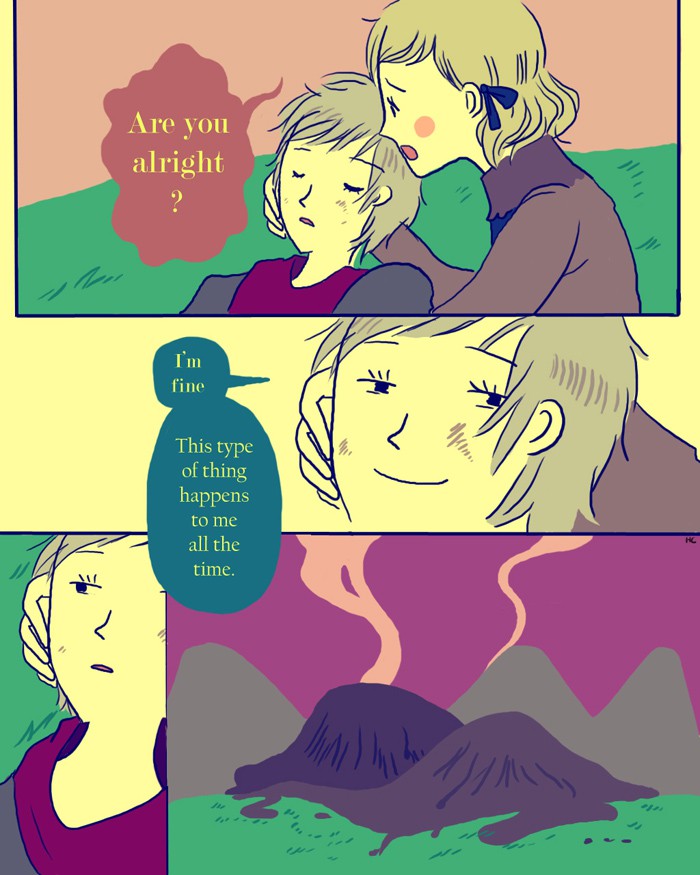 Are you
alright
?
I'm
fine
This type
of thing
happens
to me
all the
time.